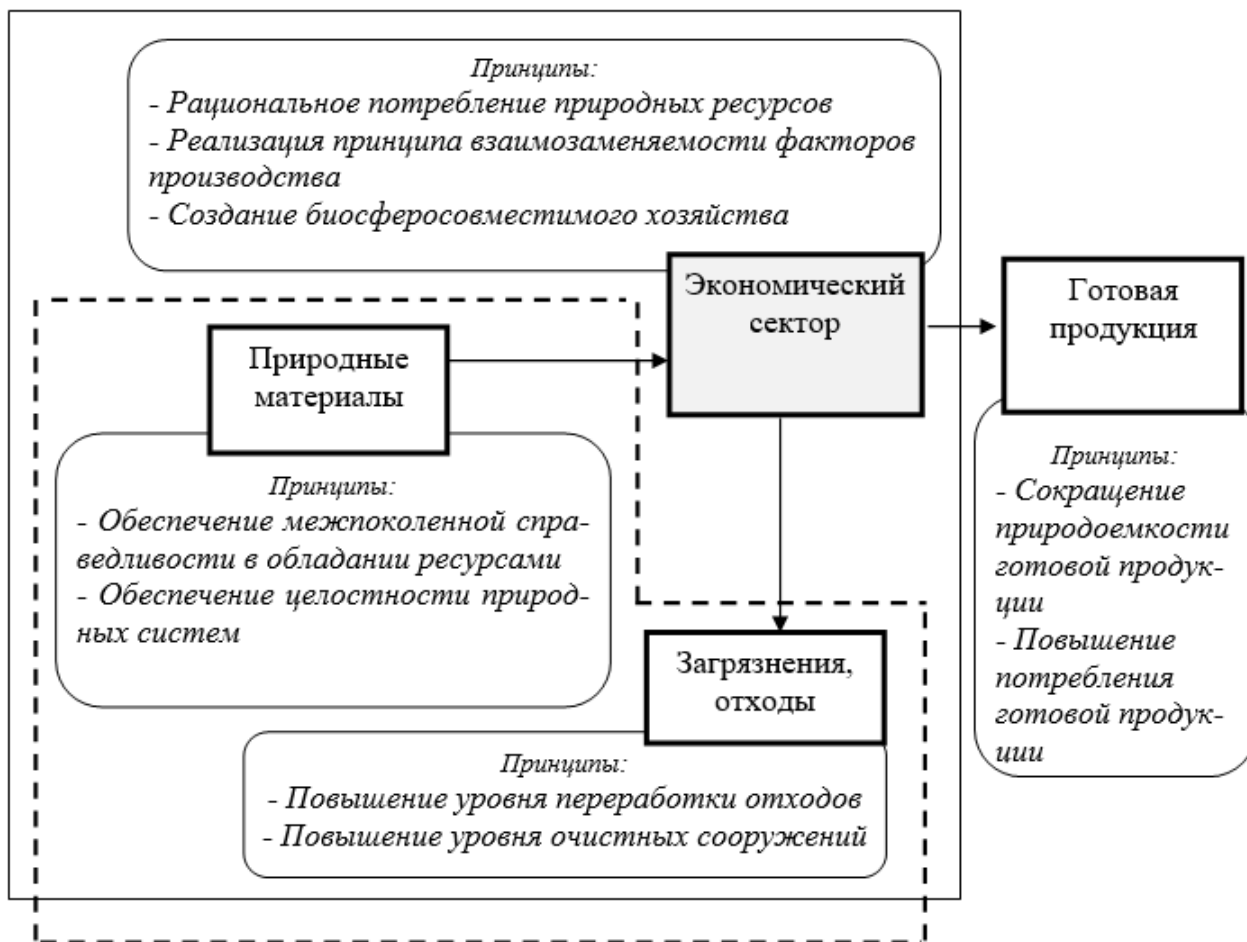 Принципы:
- Рациональное потребление природных ресурсов
- Реализация принципа взаимозаменяемости факторов
производства
- Создание биосферосовместимого хозяйства
Экономический
сектор
Готовая
продукция
Природные
материалы
Принципы:
- Обеспечение межпоколенной спра-
ведливости в обладании ресурсами
- Обеспечение целостности природ-
ных систем
Принципы:
- Сокращение
природоемкости
готовой продук-
ции
- Повышение
потребления
готовой продук-
ции
Загрязнения,
отходы
Принципы:
- Повышение уровня переработки отходов
- Повышение уровня очистных сооружений